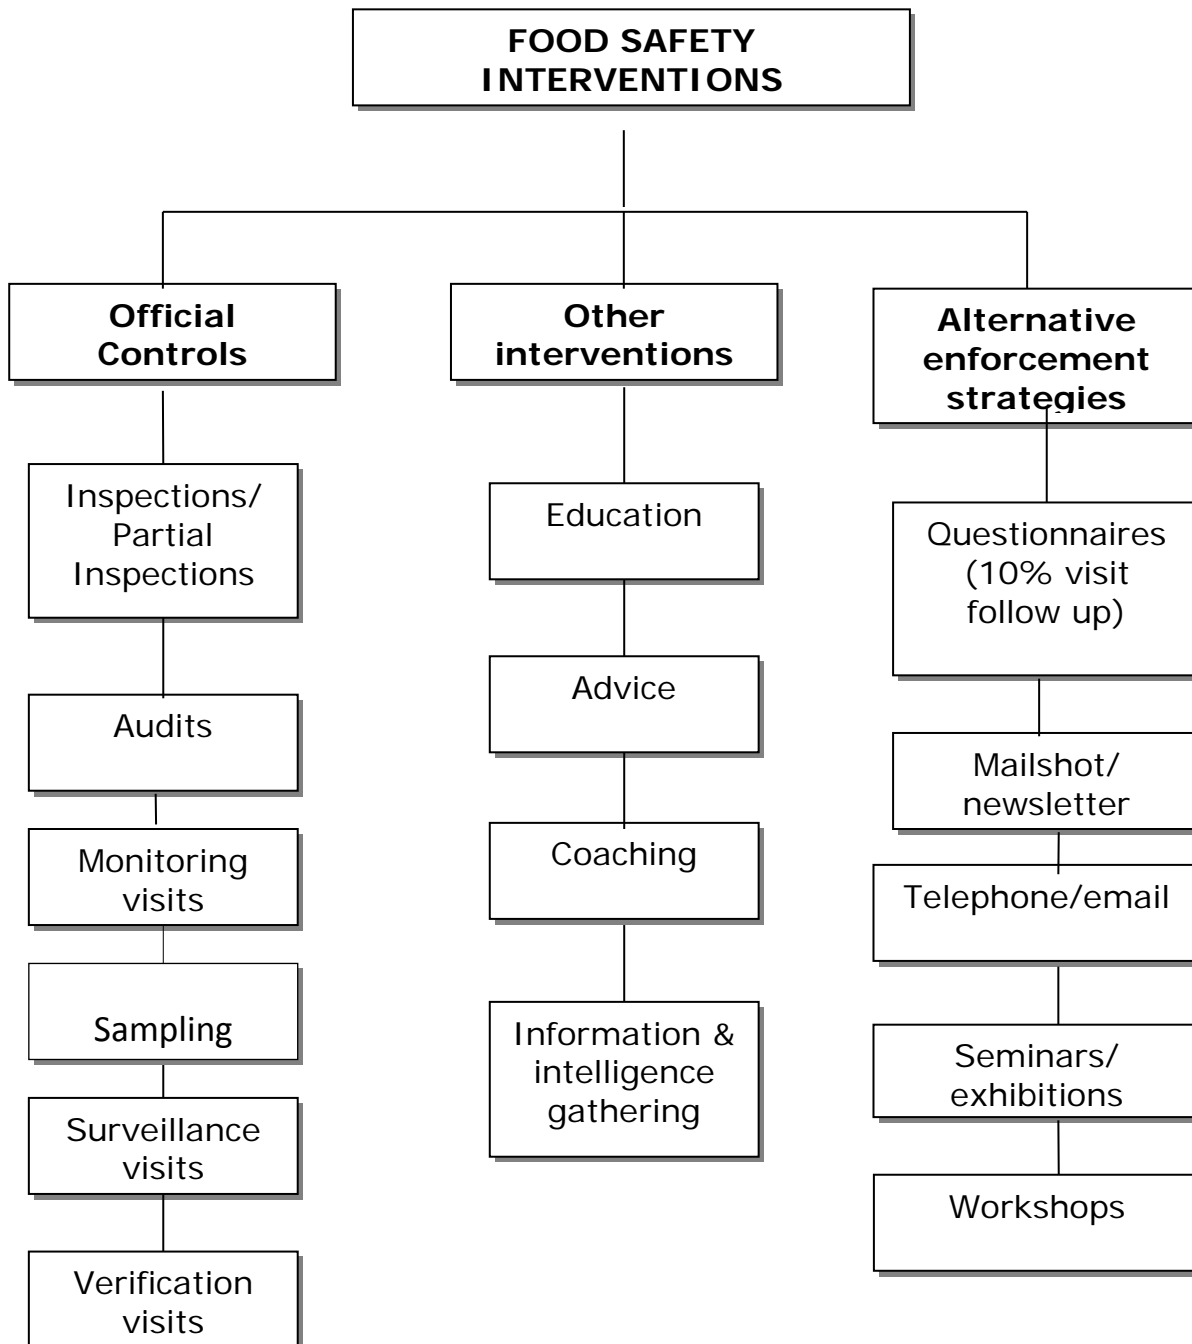 FOOD SAFETY
INTERVENTIONS
Official
Controls
Inspections/
Partial
Inspections
Audits
Monitoring
visits
Sampling
Surveillance
visits
Verification
visits
Other
interventions
Education
Advice
Coaching
Information &
intelligence
gathering
Alternative
enforcement
strategies
Questionnaires
(10% visit
follow up)
Mailshot/
newsletter
Telephone/email
Seminars/
exhibitions
Workshops